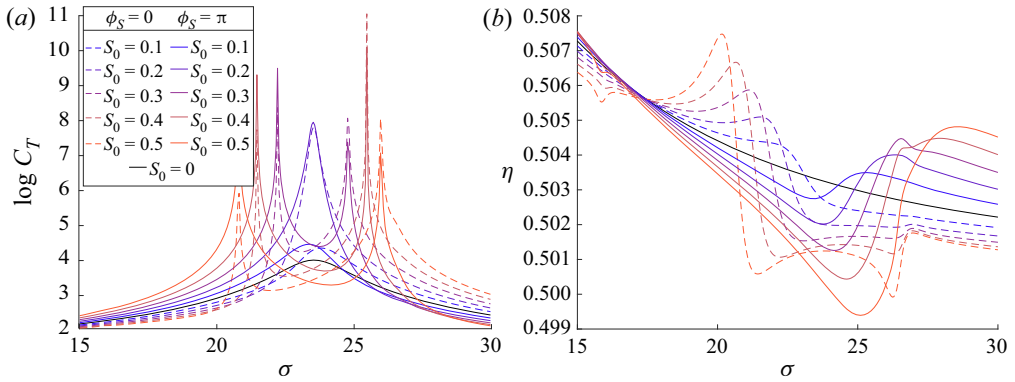 (a)
11
10
9
8
7
6
5
4
3
2
log C_T
ϕ_S = 0 ϕ_S = π
S_0 = 0.1 S_0 = 0.1
S_0 = 0.2 S_0 = 0.2
S_0 = 0.3 S_0 = 0.3
S_0 = 0.4 S_0 = 0.4
S_0 = 0.5 S_0 = 0.5
S_0 = 0
15 20 25 30
σ
(b)
0.508
0.507
0.506
0.505
0.504
0.503
0.502
0.501
0.500
0.499
η
15 20 25 30
σ